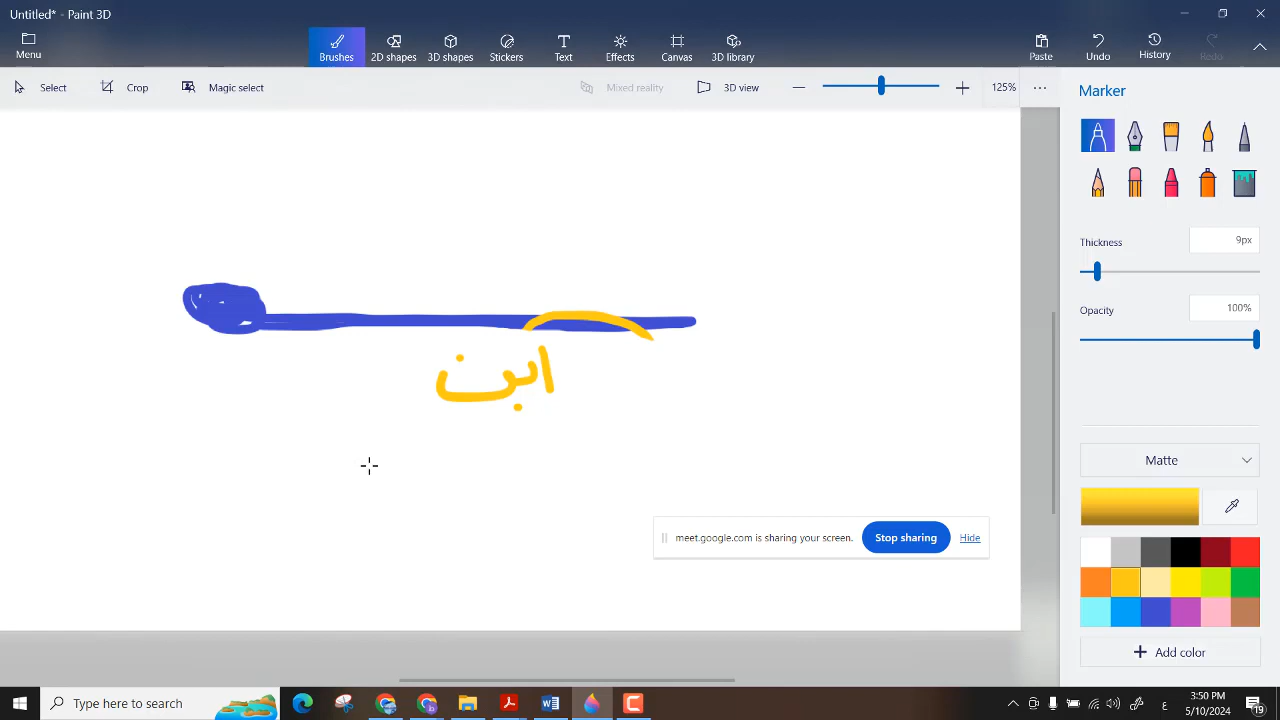 Untitled* - Paint 3D
Menu
Brushes
2D shapes
3D shapes
Stickers
Text
Effects
Canvas
3D library
Paste
Undo
History
Redo
Select
Crop
Magic select
Mixed reality
3D view
125%
Marker
Thickness
9px
Opacity
100%
ابن
Matte
meet.google.com is sharing your screen.
Stop sharing
Hide
Add color
Type here to search
ع
3:50 PM
5/10/2024
19